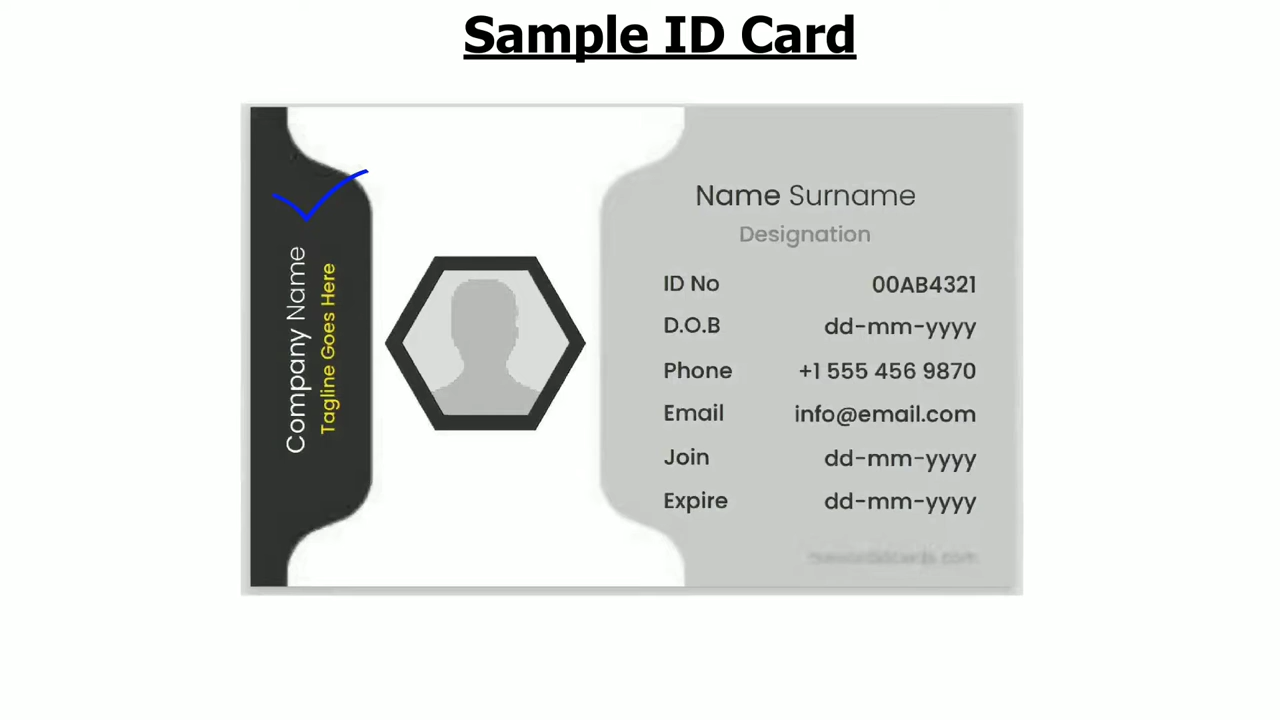 Sample ID Card
Company Name
Tagline Goes Here
Name Surname
Designation
ID No 00AB4321
D.O.B dd-mm-yyyy
Phone +1 555 456 9870
Email info@email.com
Join dd-mm-yyyy
Expire dd-mm-yyyy